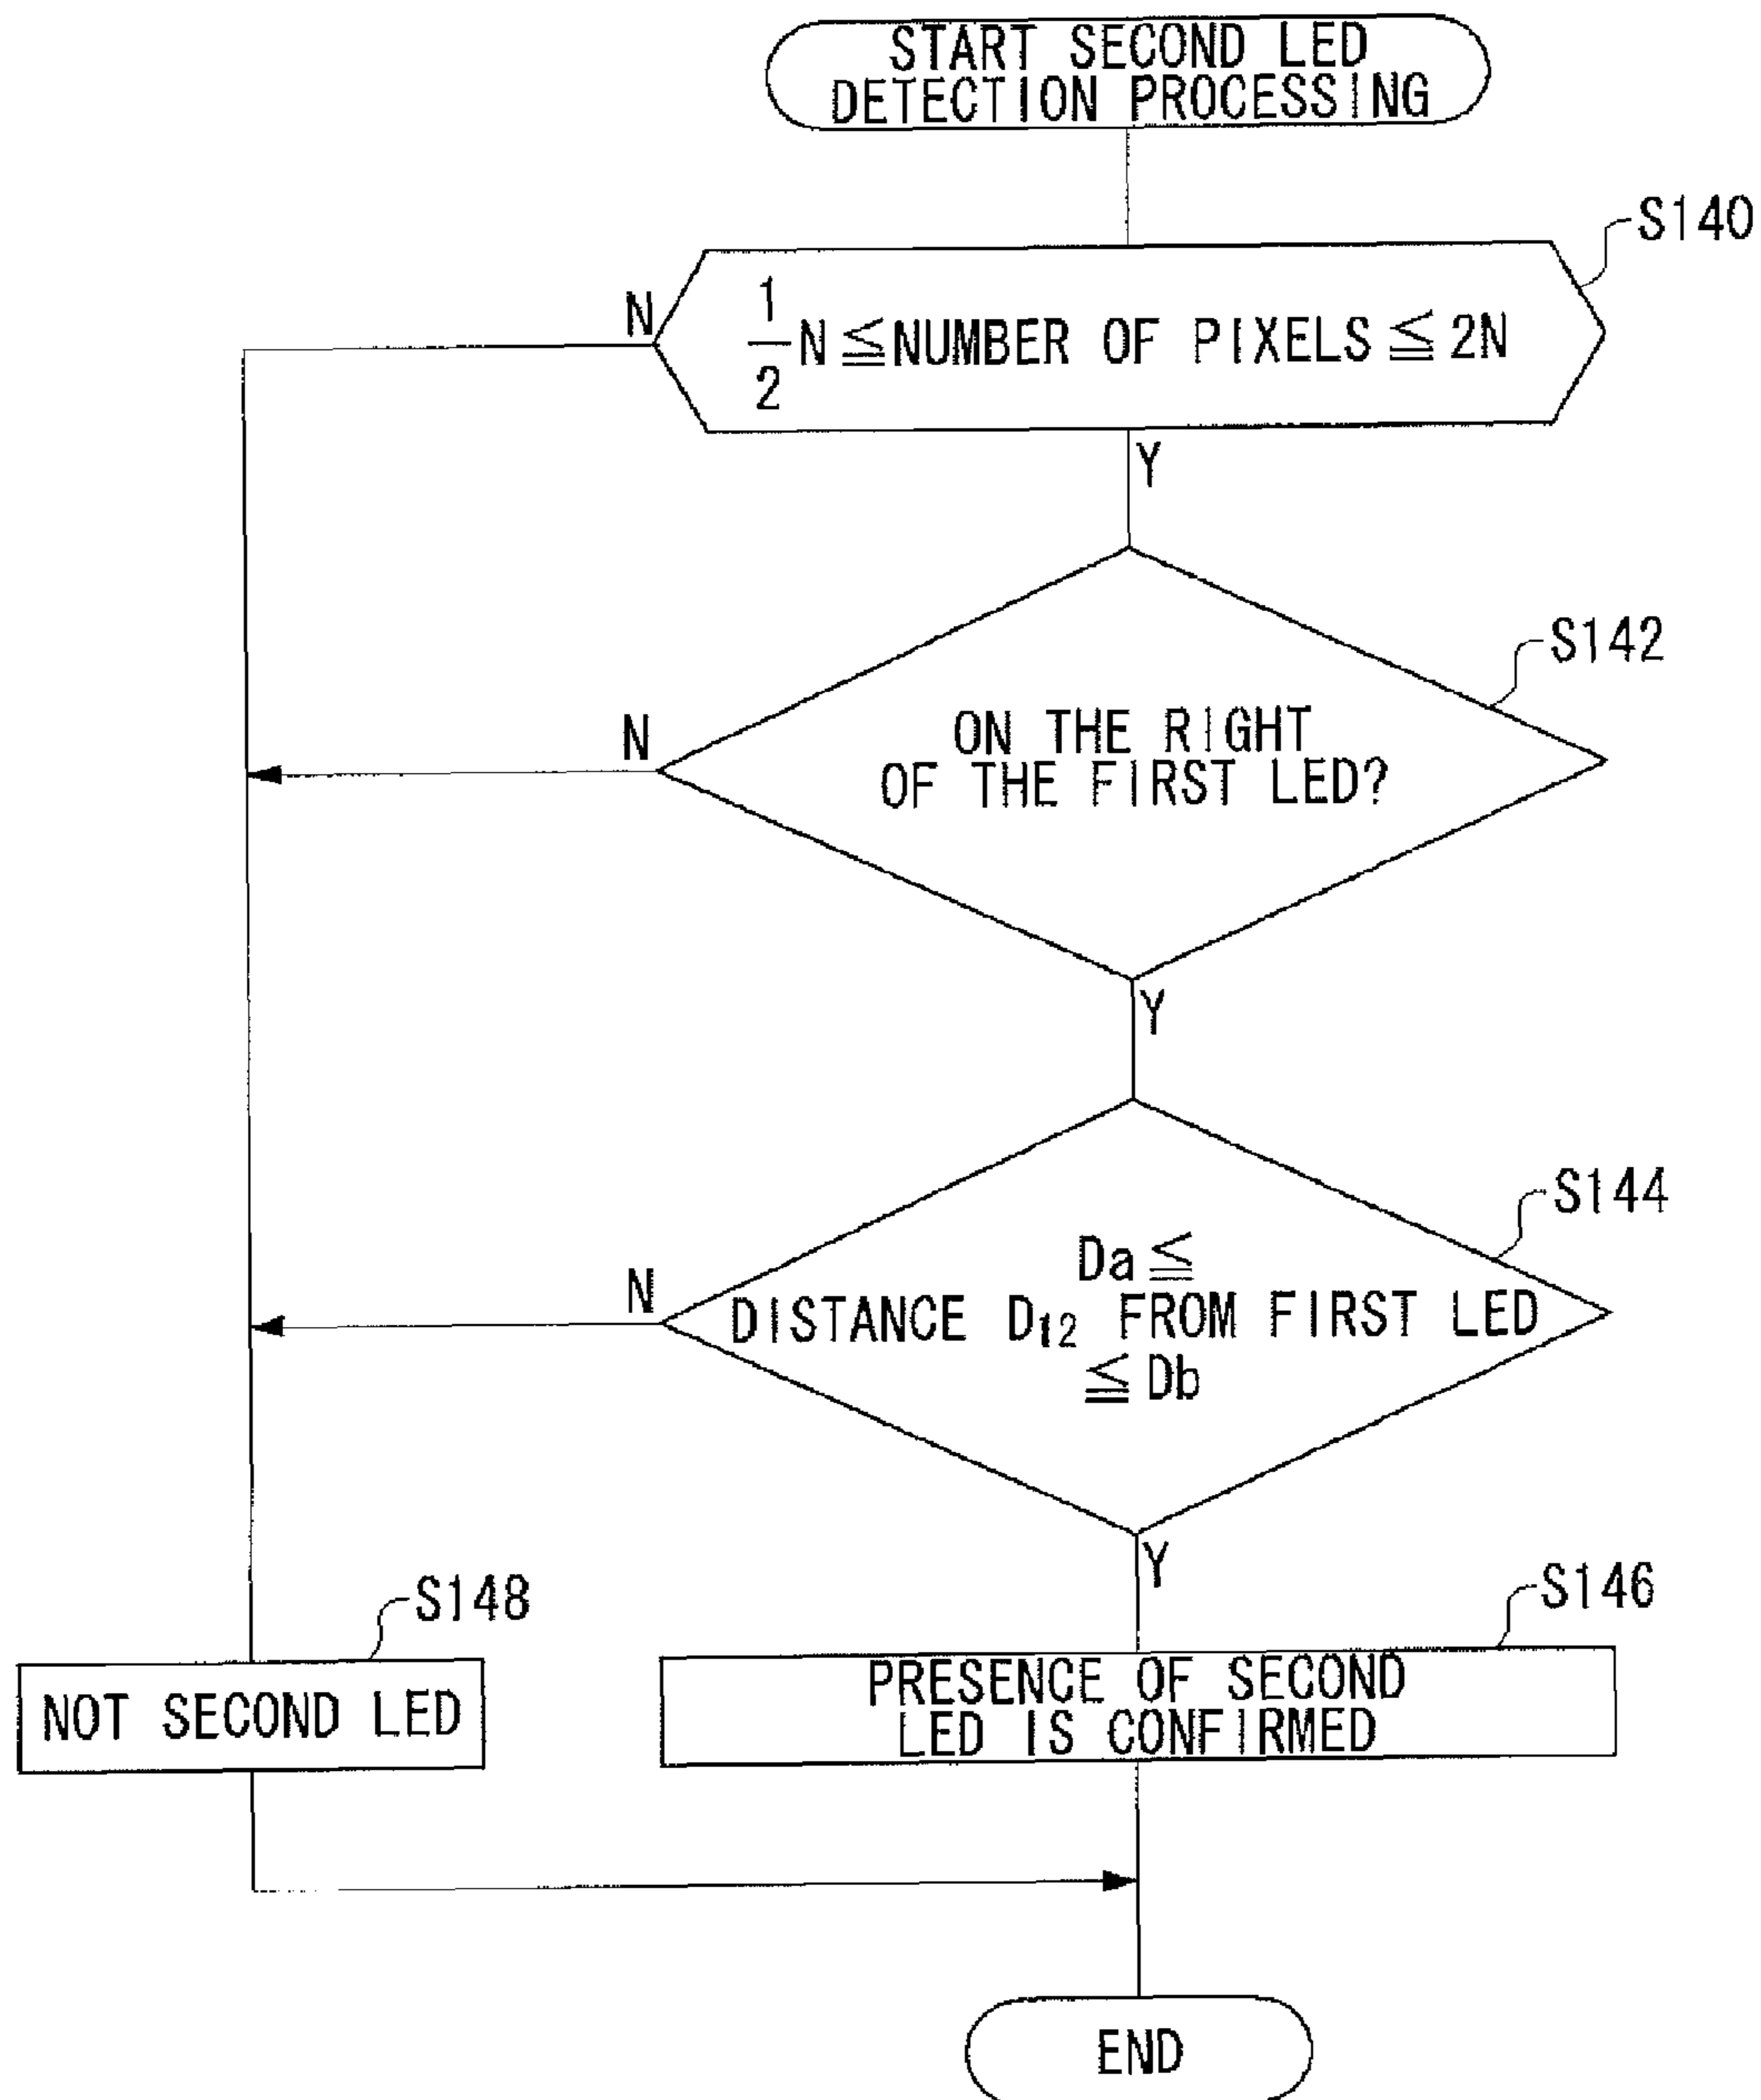 START SECOND LED
DETECTION PROCESSING
S140
N
1/2 N ≦ NUMBER OF PIXELS ≦ 2N
Y
S142
N
ON THE RIGHT
OF THE FIRST LED?
Y
S144
N
Da ≦
DISTANCE D12 FROM FIRST LED
≦ Db
Y
S148
S146
NOT SECOND LED
PRESENCE OF SECOND
LED IS CONFIRMED
END